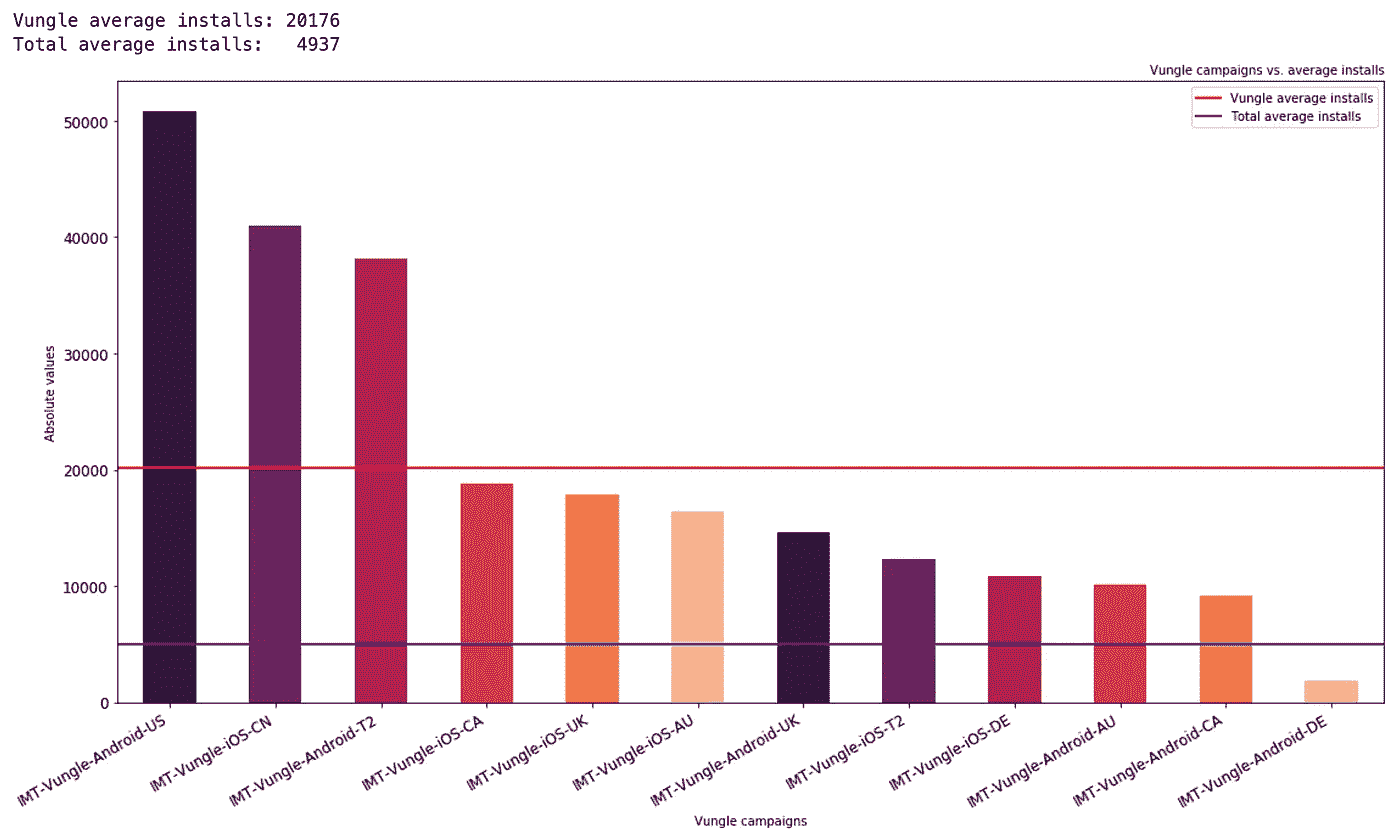 Vungle average installs: 20176
Total average installs:   4937
Vungle campaigns vs. average installs
Vungle average installs
Total average installs
Absolute values
50000
40000
30000
20000
10000
0
IMT-Vungle-Android-US
IMT-Vungle-iOS-CN
IMT-Vungle-Android-T2
IMT-Vungle-iOS-CA
IMT-Vungle-iOS-UK
IMT-Vungle-iOS-AU
IMT-Vungle-Android-UK
IMT-Vungle-iOS-T2
IMT-Vungle-iOS-DE
IMT-Vungle-Android-AU
IMT-Vungle-Android-CA
IMT-Vungle-Android-DE
Vungle campaigns